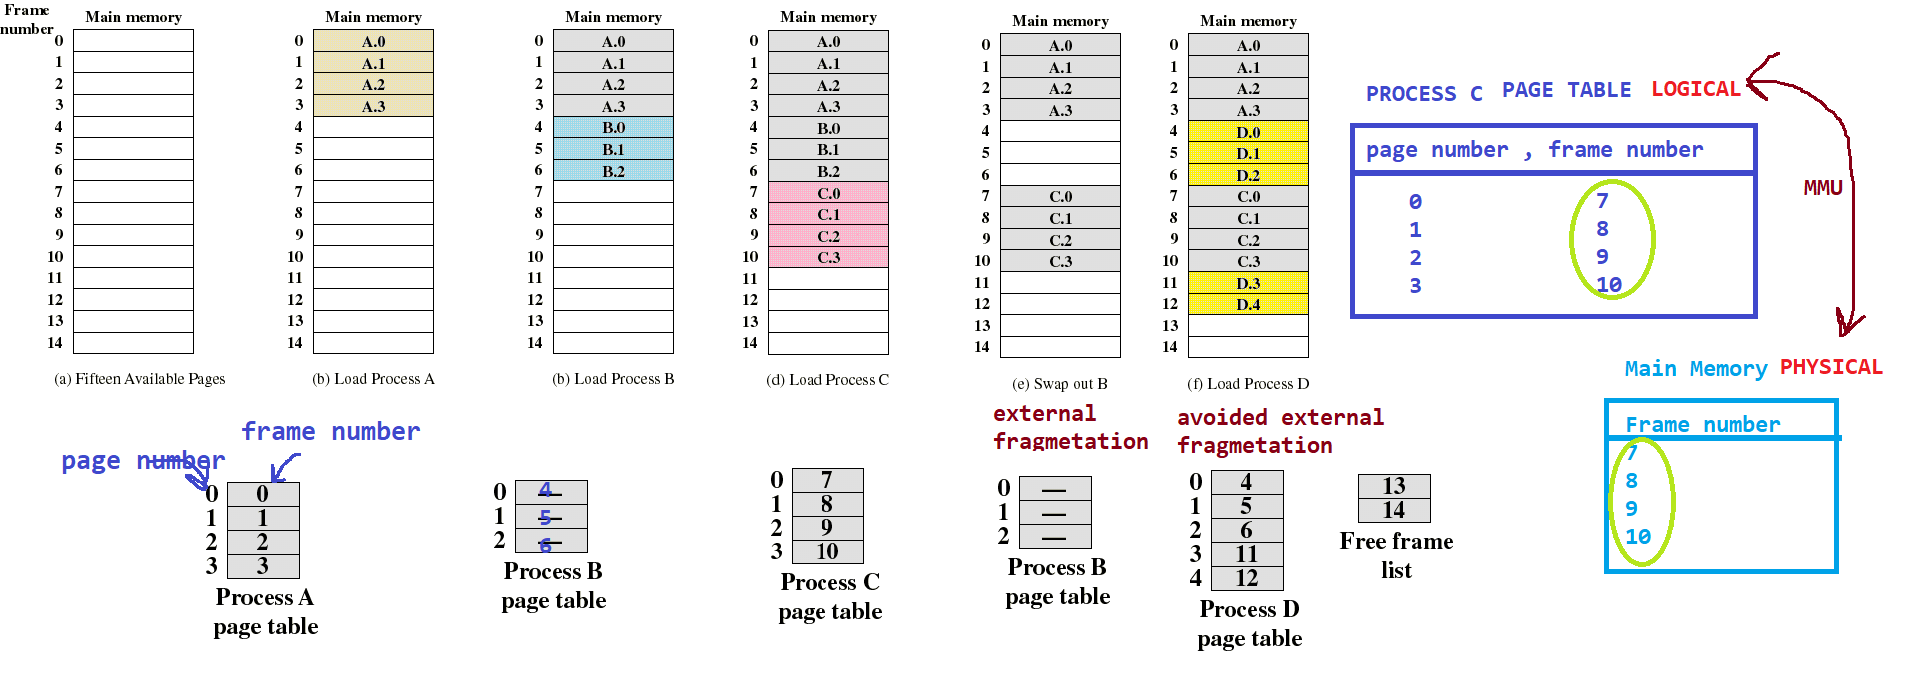 Frame
number
Main memory
0
1
2
3
4
5
6
7
8
9
10
11
12
13
14
(a) Fifteen Available Pages
Main memory
0 A.0
1 A.1
2 A.2
3 A.3
4
5
6
7
8
9
10
11
12
13
14
(b) Load Process A
Main memory
0 A.0
1 A.1
2 A.2
3 A.3
4 B.0
5 B.1
6 B.2
7
8
9
10
11
12
13
14
(b) Load Process B
Main memory
0 A.0
1 A.1
2 A.2
3 A.3
4 B.0
5 B.1
6 B.2
7 C.0
8 C.1
9 C.2
10 C.3
11
12
13
14
(d) Load Process C
Main memory
0 A.0
1 A.1
2 A.2
3 A.3
4
5
6
7 C.0
8 C.1
9 C.2
10 C.3
11
12
13
14
(e) Swap out B
external
fragmetation
Main memory
0 A.0
1 A.1
2 A.2
3 A.3
4 D.0
5 D.1
6 D.2
7 C.0
8 C.1
9 C.2
10 C.3
11 D.3
12 D.4
13
14
(f) Load Process D
avoided external
fragmetation
PROCESS C PAGE TABLE LOGICAL
page number , frame number
0 7
1 8
2 9
3 10
MMU
Main Memory PHYSICAL
Frame number
7
8
9
10
frame number
page number
0 0
1 1
2 2
3 3
Process A
page table
0 4 —
1 5 —
2 6 —
Process B
page table
0 7
1 8
2 9
3 10
Process C
page table
0 —
1 —
2 —
Process B
page table
0 4
1 5
2 6
3 11
4 12
Process D
page table
13
14
Free frame
list